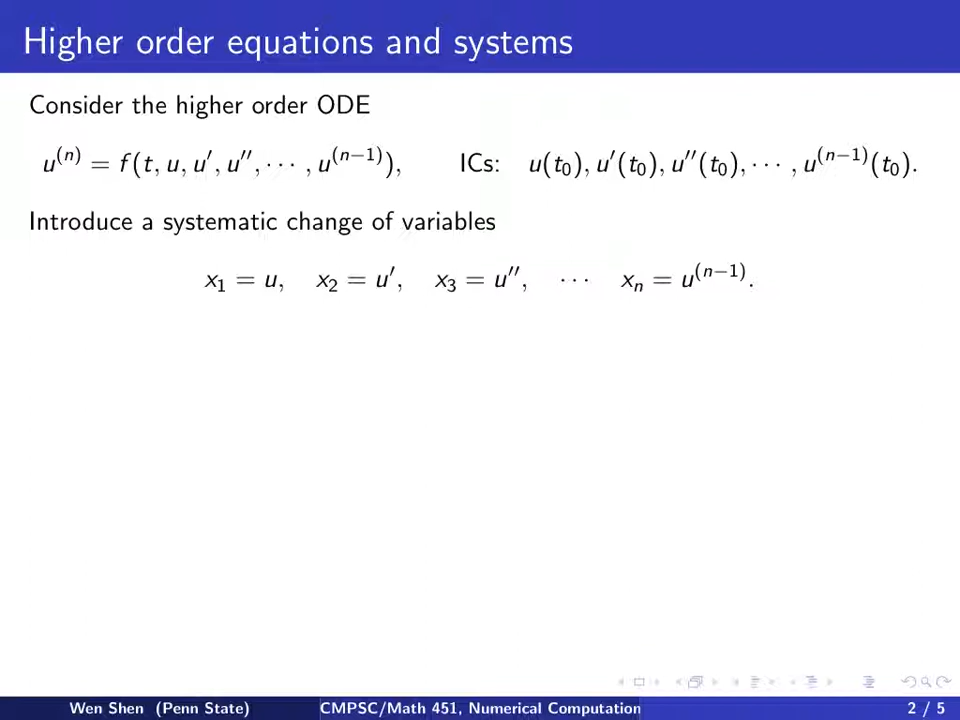 Higher order equations and systems
Consider the higher order ODE
u^{(n)} = f(t, u, u′, u″, ⋯ , u^{(n−1)}),    ICs:   u(t_0), u′(t_0), u″(t_0), ⋯ , u^{(n−1)}(t_0).
Introduce a systematic change of variables
x_1 = u,   x_2 = u′,   x_3 = u″,   ⋯   x_n = u^{(n−1)}.
Wen Shen (Penn State)   CMPSC/Math 451, Numerical Computation   2 / 5